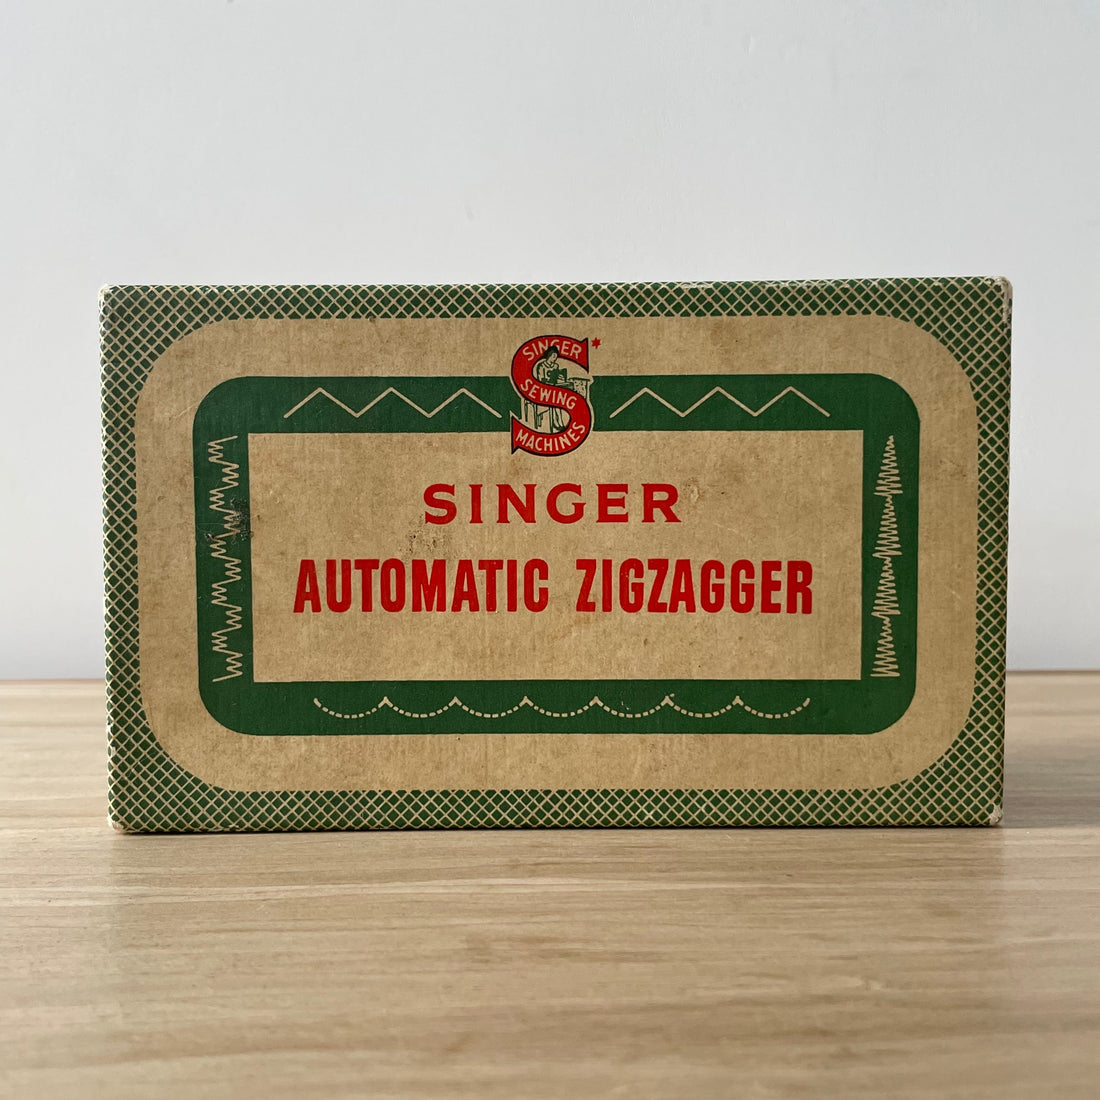 SINGER
SEWING
MACHINES
SINGER
AUTOMATIC ZIGZAGGER